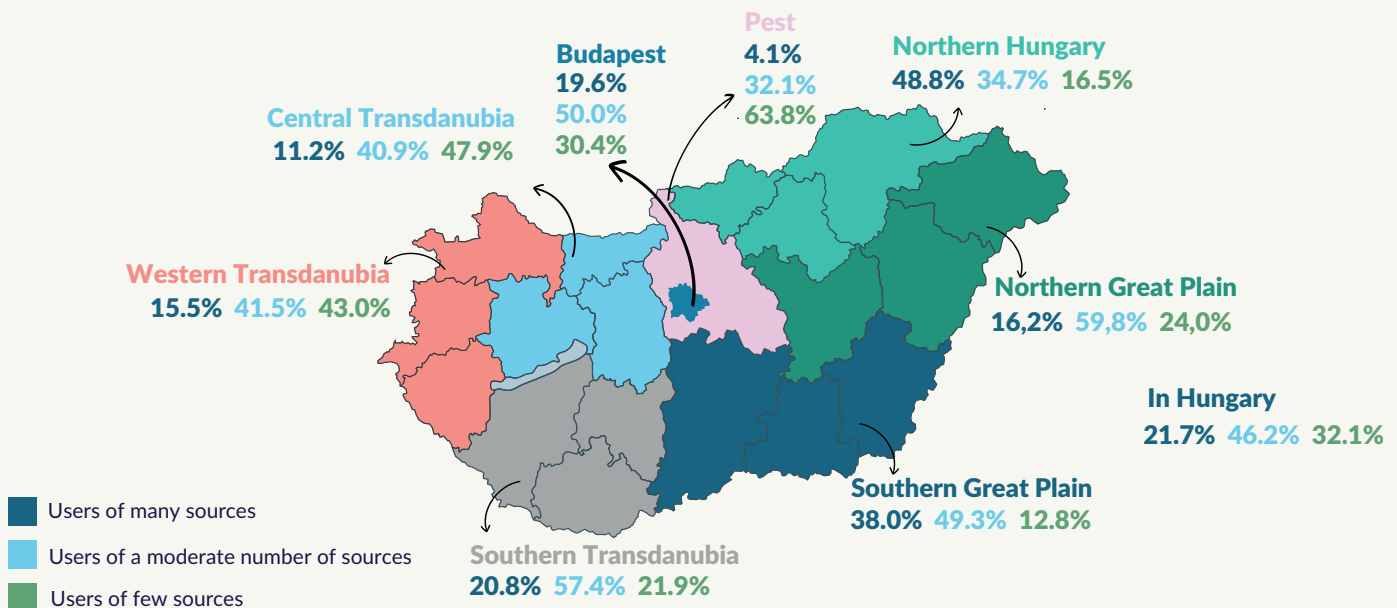 Pest
4.1%
32.1%
63.8%
Budapest
19.6%
50.0%
30.4%
Northern Hungary
48.8% 34.7% 16.5%
Central Transdanubia
11.2% 40.9% 47.9%
Western Transdanubia
15.5% 41.5% 43.0%
Northern Great Plain
16,2% 59,8% 24,0%
In Hungary
21.7% 46.2% 32.1%
Southern Great Plain
38.0% 49.3% 12.8%
Southern Transdanubia
20.8% 57.4% 21.9%
Users of many sources
Users of a moderate number of sources
Users of few sources